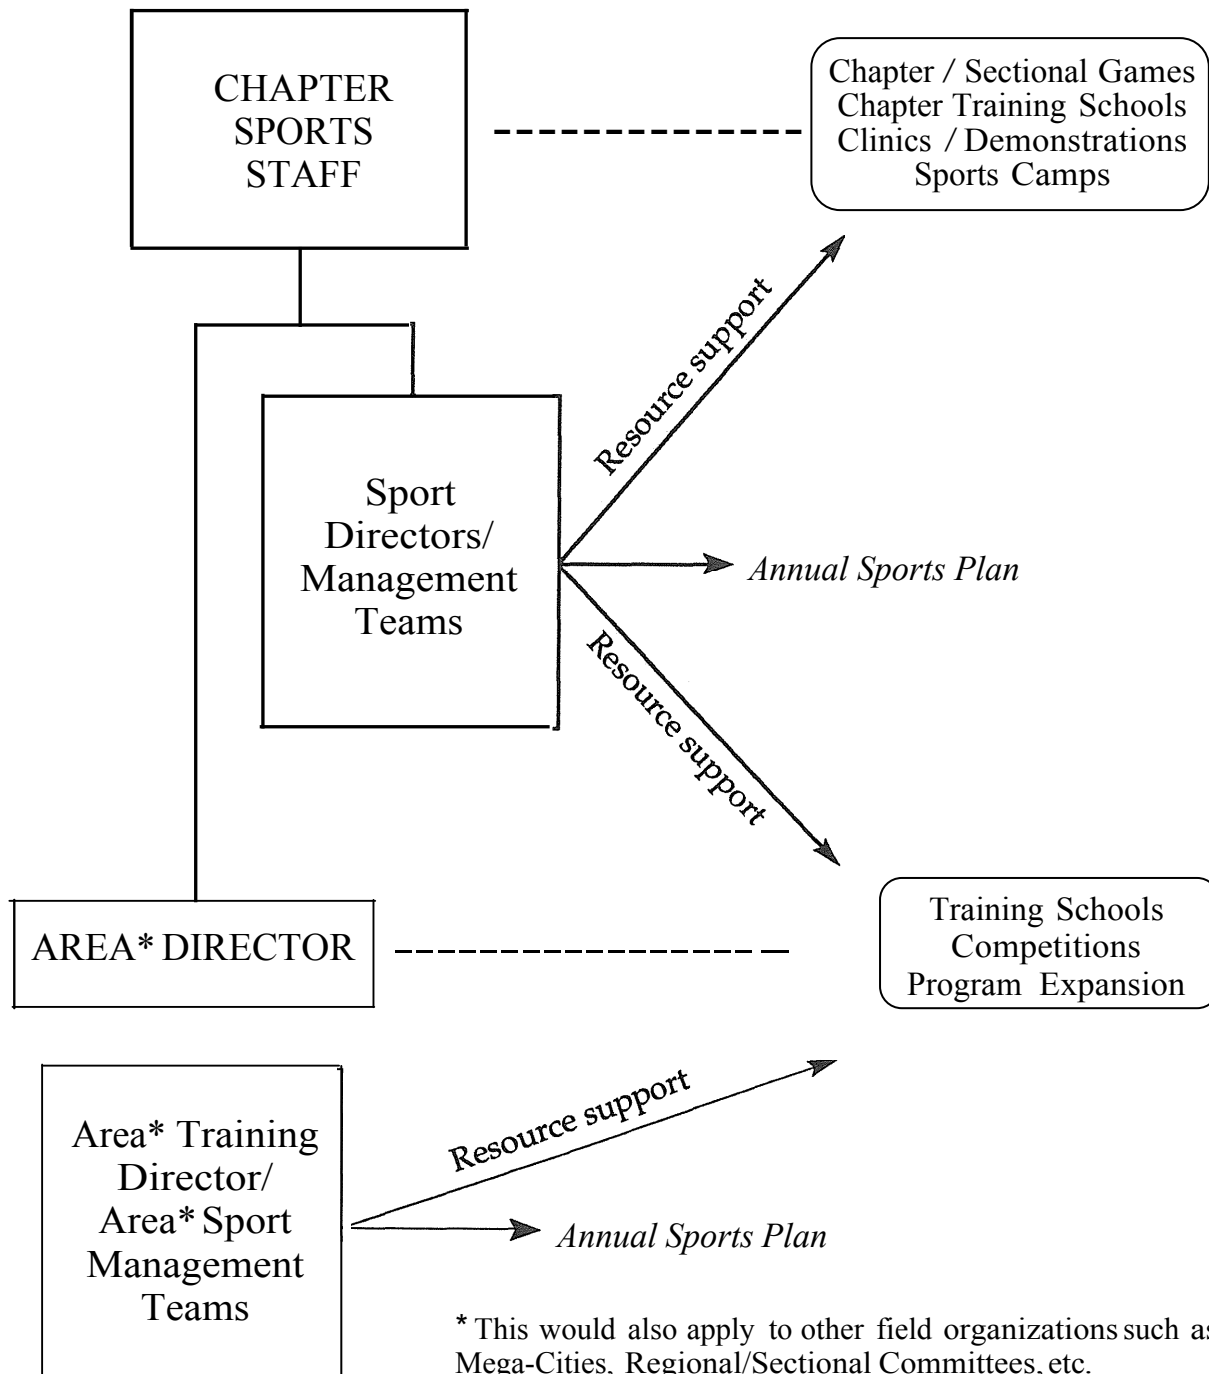 CHAPTER
SPORTS
STAFF
Chapter / Sectional Games
Chapter Training Schools
Clinics / Demonstrations
Sports Camps
Resource support
Sport
Directors/
Management
Teams
Annual Sports Plan
Resource support
AREA* DIRECTOR
Training Schools
Competitions
Program Expansion
Area* Training
Director/
Area* Sport
Management
Teams
Resource support
Annual Sports Plan
* This would also apply to other field organizations such as
Mega-Cities, Regional/Sectional Committees, etc.